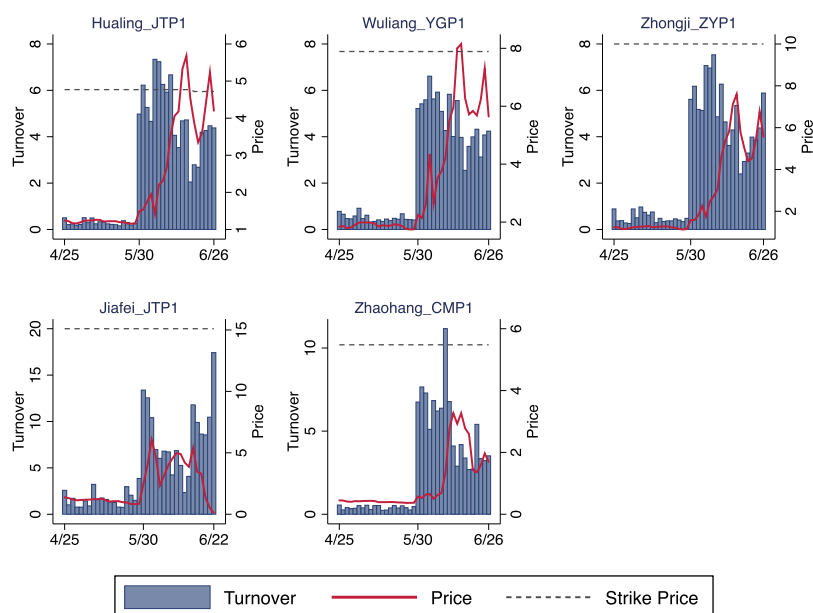 Hualing_JTP1
Turnover
0 2 4 6 8
1 2 3 4 5 6
Price
4/25 5/30 6/26
Wuliang_YGP1
Turnover
0 2 4 6 8
2 4 6 8
Price
4/25 5/30 6/26
Zhongji_ZYP1
Turnover
0 2 4 6 8
2 4 6 8 10
Price
4/25 5/30 6/26
Jiafei_JTP1
Turnover
0 5 10 15 20
0 5 10 15
Price
4/25 5/30 6/22
Zhaohang_CMP1
Turnover
0 5 10
0 2 4 6
Price
4/25 5/30 6/26
Turnover Price Strike Price